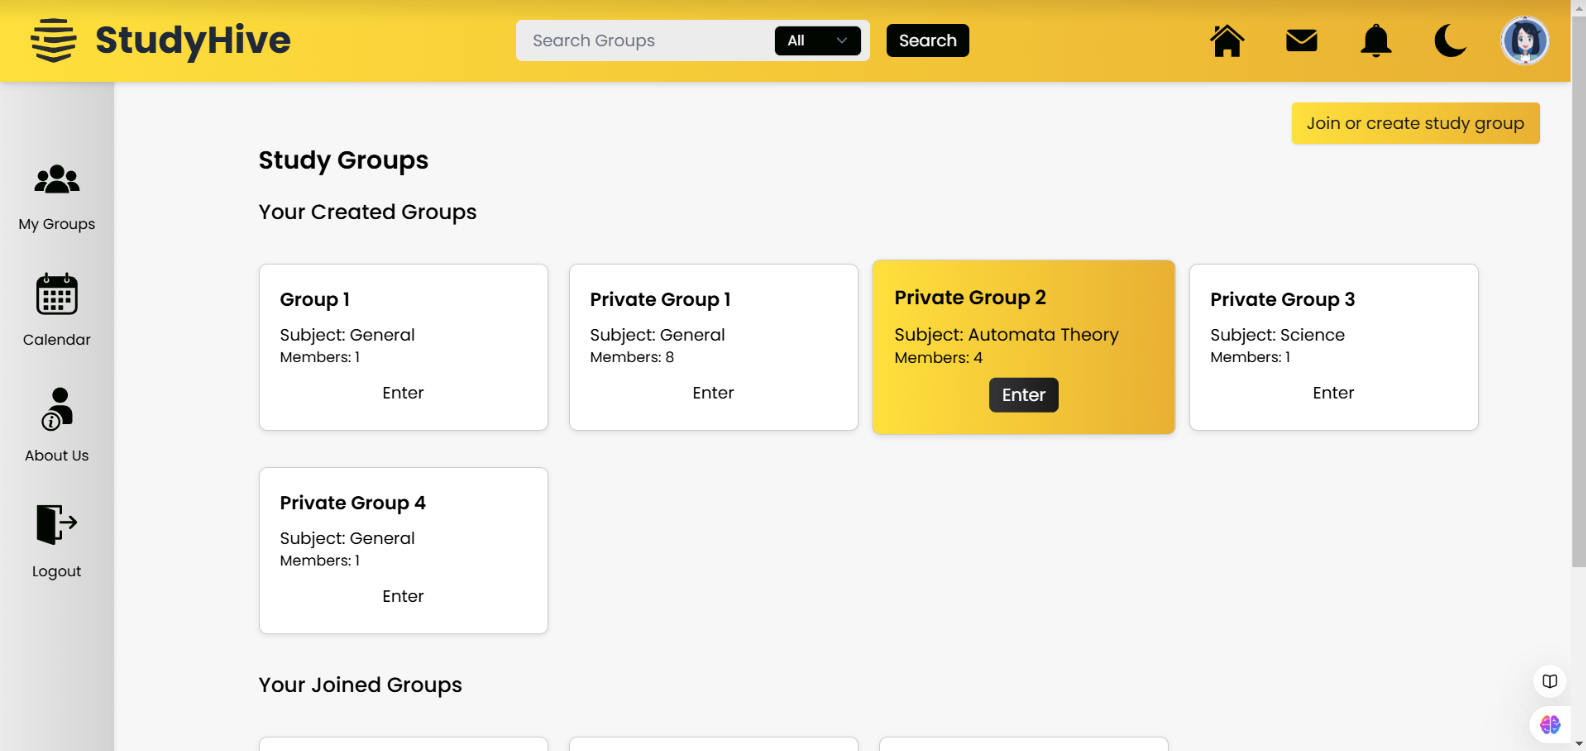 StudyHive
Search Groups
All
Search
Join or create study group
My Groups
Calendar
About Us
Logout
Study Groups
Your Created Groups
Group 1
Subject: General
Members: 1
Enter
Private Group 1
Subject: General
Members: 8
Enter
Private Group 2
Subject: Automata Theory
Members: 4
Enter
Private Group 3
Subject: Science
Members: 1
Enter
Private Group 4
Subject: General
Members: 1
Enter
Your Joined Groups